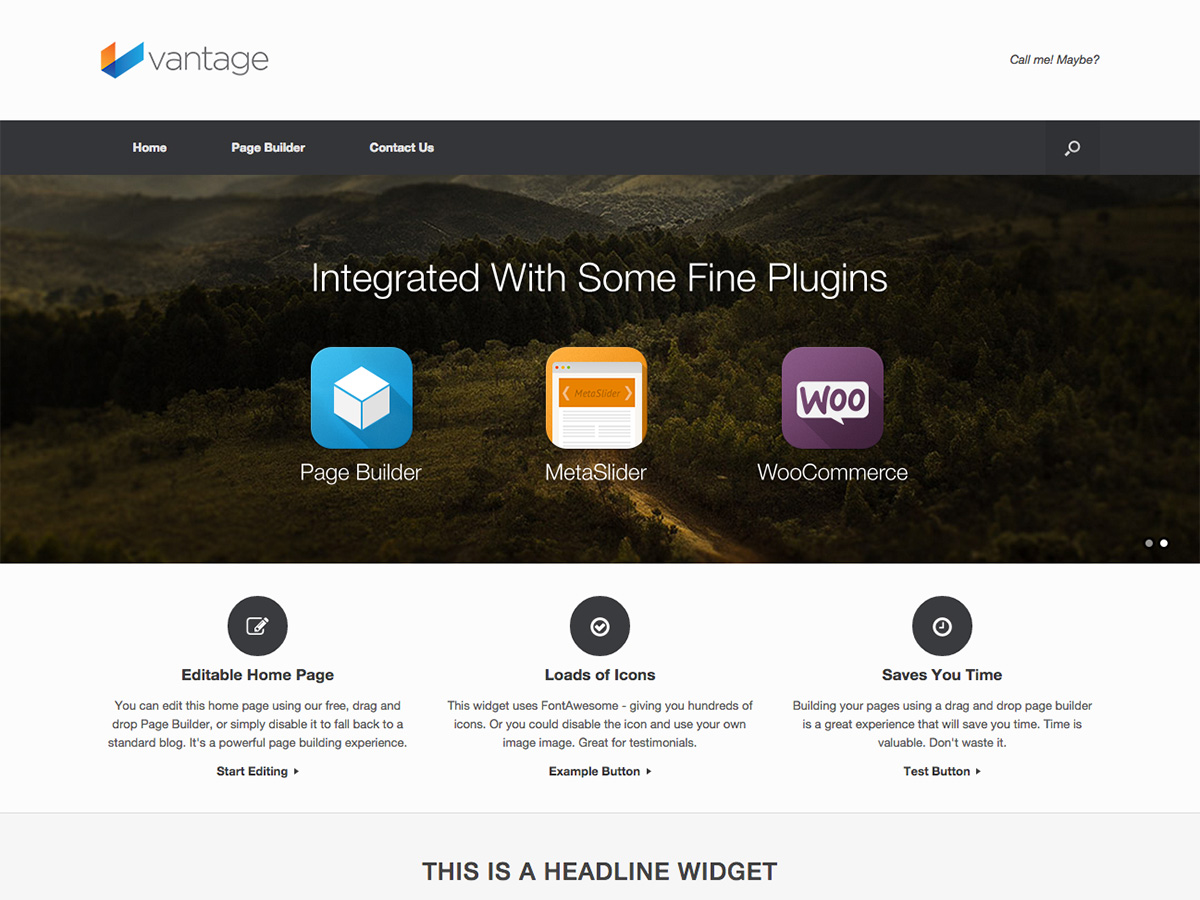 vantage
Call me! Maybe?
Home
Page Builder
Contact Us
Integrated With Some Fine Plugins
MetaSlider
Woo
Page Builder
MetaSlider
WooCommerce
Editable Home Page
You can edit this home page using our free, drag and
drop Page Builder, or simply disable it to fall back to a
standard blog. It's a powerful page building experience.
Start Editing
Loads of Icons
This widget uses FontAwesome - giving you hundreds of
icons. Or you could disable the icon and use your own
image image. Great for testimonials.
Example Button
Saves You Time
Building your pages using a drag and drop page builder
is a great experience that will save you time. Time is
valuable. Don't waste it.
Test Button
THIS IS A HEADLINE WIDGET